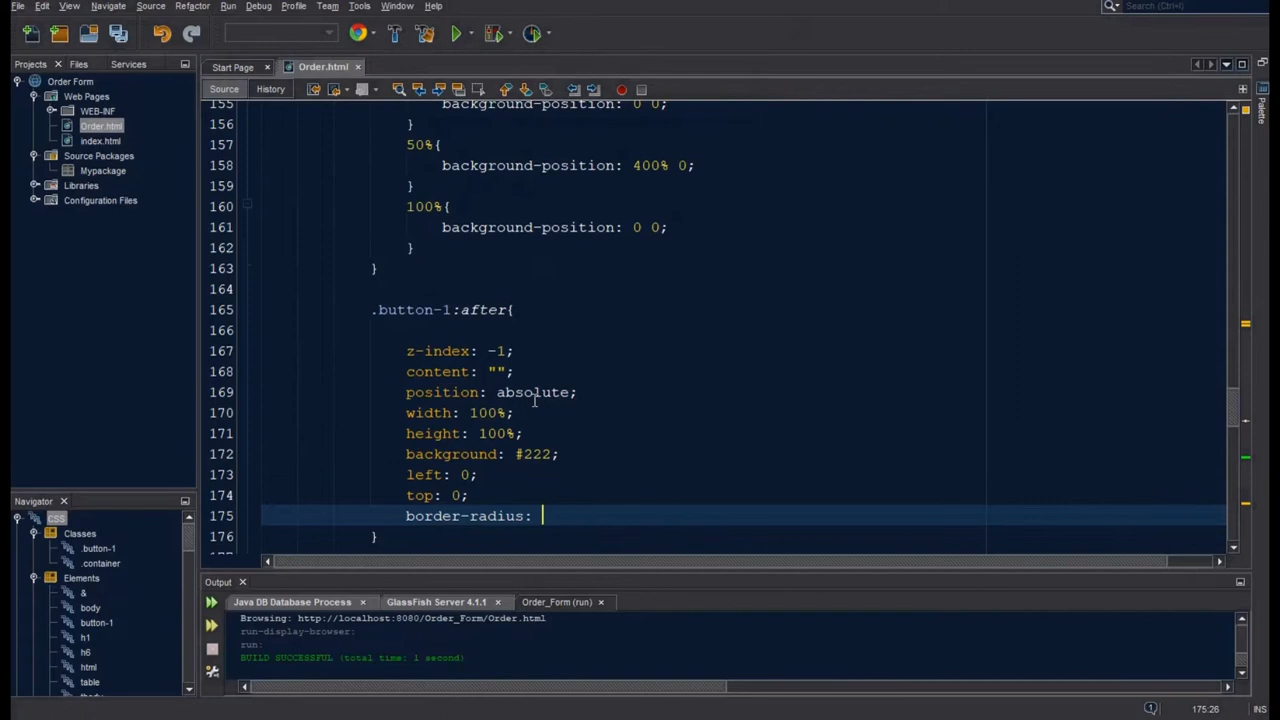 File Edit View Navigate Source Refactor Run Debug Profile Team Tools Window Help
Search (Ctrl+I)
Projects Files Services
Start Page Order.html
Source History
Palette
Order Form
Web Pages
WEB-INF
Order.html
index.html
Source Packages
Mypackage
Libraries
Configuration Files
155 background-position: 0 0;
156 }
157 50%{
158 background-position: 400% 0;
159 }
160 100%{
161 background-position: 0 0;
162 }
163 }
164
165 .button-1:after{
166
167 z-index: -1;
168 content: "";
169 position: absolute;
170 width: 100%;
171 height: 100%;
172 background: #222;
173 left: 0;
174 top: 0;
175 border-radius:
176 }
Navigator
CSS
Classes
.button-1
.container
Elements
&
body
button-1
h1
h6
html
table
Output
Java DB Database Process GlassFish Server 4.1.1 Order_Form (run)
Browsing: http://localhost:8080/Order_Form/Order.html
run-display-browser:
run:
BUILD SUCCESSFUL (total time: 1 second)
1 175:26 INS